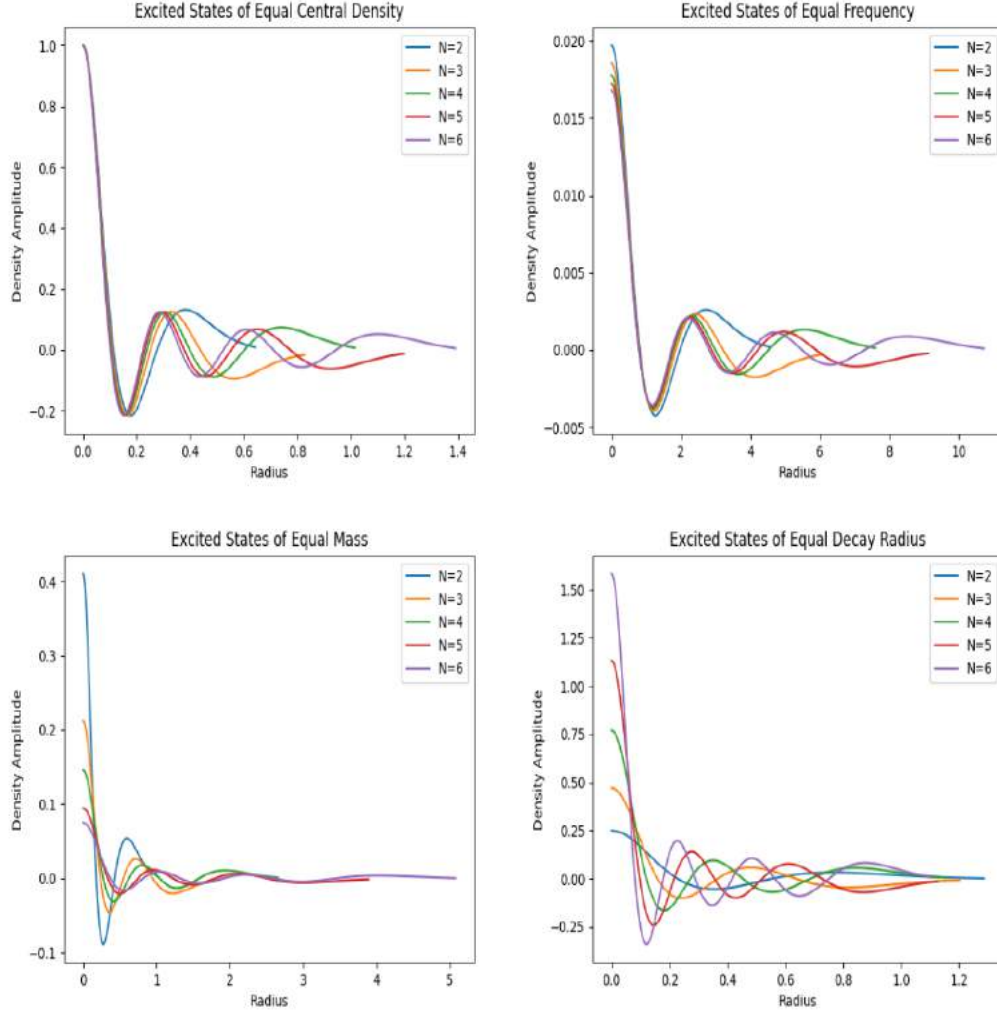 Excited States of Equal Central Density
Density Amplitude
1.0
0.8
0.6
0.4
0.2
0.0
−0.2
0.0 0.2 0.4 0.6 0.8 1.0 1.2 1.4
Radius
N=2
N=3
N=4
N=5
N=6
Excited States of Equal Frequency
Density Amplitude
0.020
0.015
0.010
0.005
0.000
−0.005
0 2 4 6 8 10
Radius
N=2
N=3
N=4
N=5
N=6
Excited States of Equal Mass
Density Amplitude
0.4
0.3
0.2
0.1
0.0
−0.1
0 1 2 3 4 5
Radius
N=2
N=3
N=4
N=5
N=6
Excited States of Equal Decay Radius
Density Amplitude
1.50
1.25
1.00
0.75
0.50
0.25
0.00
−0.25
0.0 0.2 0.4 0.6 0.8 1.0 1.2
Radius
N=2
N=3
N=4
N=5
N=6